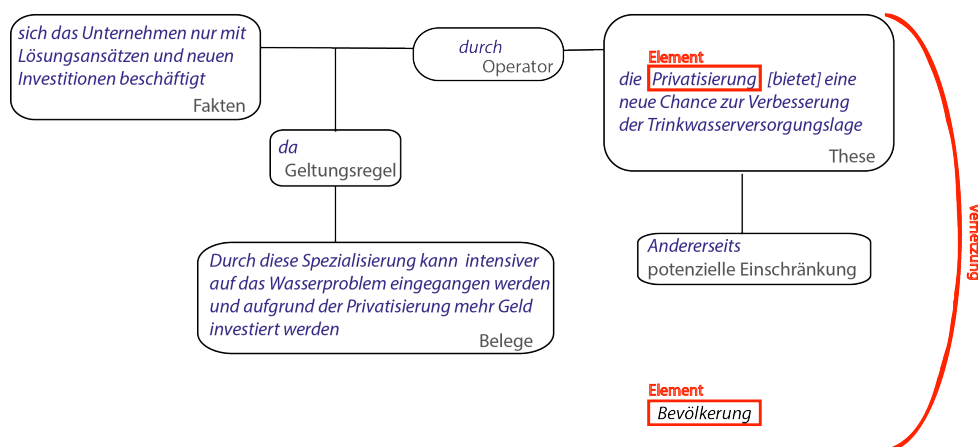 sich das Unternehmen nur mit
Lösungsansätzen und neuen
Investitionen beschäftigt
Fakten
durch
Operator
Element
die Privatisierung [bietet] eine
neue Chance zur Verbesserung
der Trinkwasserversorgungslage
These
da
Geltungsregel
Durch diese Spezialisierung kann intensiver
auf das Wasserproblem eingegangen werden
und aufgrund der Privatisierung mehr Geld
investiert werden
Belege
Andererseits
potenzielle Einschränkung
Vernetzung
Element
Bevölkerung